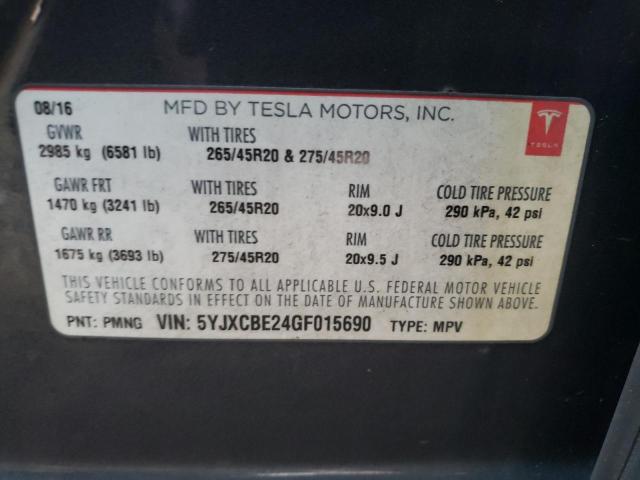 08/16 MFD BY TESLA MOTORS, INC.
GVWR WITH TIRES
2985 kg (6581 lb) 265/45R20 & 275/45R20
TESLA
GAWR FRT WITH TIRES RIM COLD TIRE PRESSURE
1470 kg (3241 lb) 265/45R20 20x9.0 J 290 kPa, 42 psi
GAWR RR WITH TIRES RIM COLD TIRE PRESSURE
1675 kg (3693 lb) 275/45R20 20x9.5 J 290 kPa, 42 psi
THIS VEHICLE CONFORMS TO ALL APPLICABLE U.S. FEDERAL MOTOR VEHICLE
SAFETY STANDARDS IN EFFECT ON THE DATE OF MANUFACTURE SHOWN ABOVE.
PNT: PMNG VIN: 5YJXCBE24GF015690 TYPE: MPV